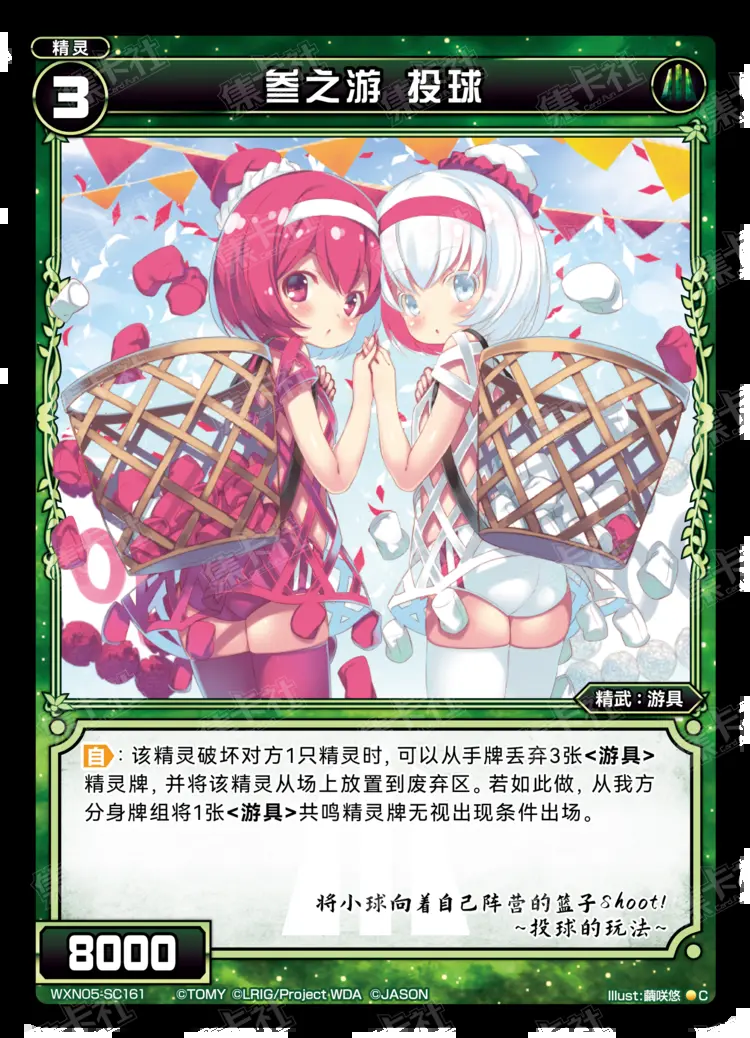 精灵
3
叁之游 投球
精武:游具
自:该精灵破坏对方1只精灵时,可以从手牌丢弃3张<游具>
精灵牌,并将该精灵从场上放置到废弃区。若如此做,从我方
分身牌组将1张<游具>共鸣精灵牌无视出现条件出场。
将小球向着自己阵营的篮子Shoot!
~投球的玩法~
8000
WXN05-SC161 ©TOMY ©LRIG/Project WDA ©JASON
Illust:繭咲悠 C
集卡社